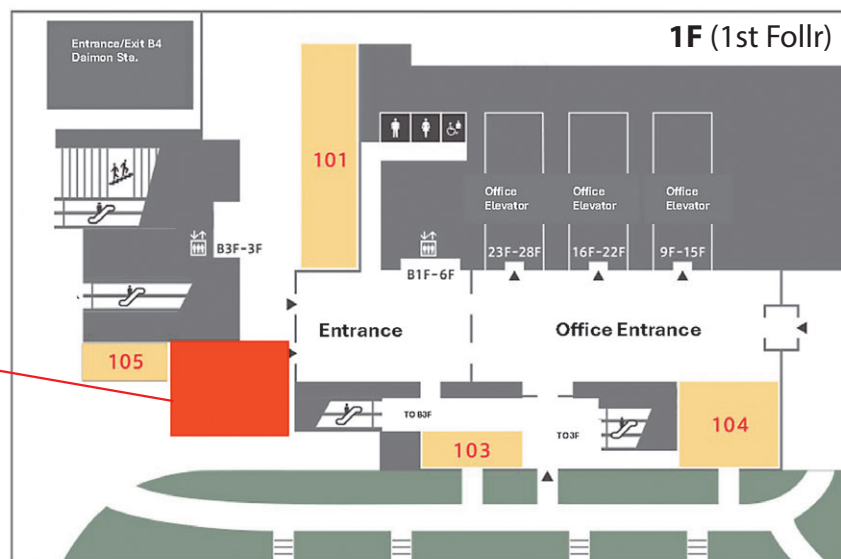 1F (1st Follr)
Entrance/Exit B4
Daimon Sta.
101
Office
Elevator
Office
Elevator
Office
Elevator
B3F-3F
B1F-6F
23F-28F
16F-22F
9F-15F
Entrance
Office Entrance
105
TO B3F
TO3F
103
104